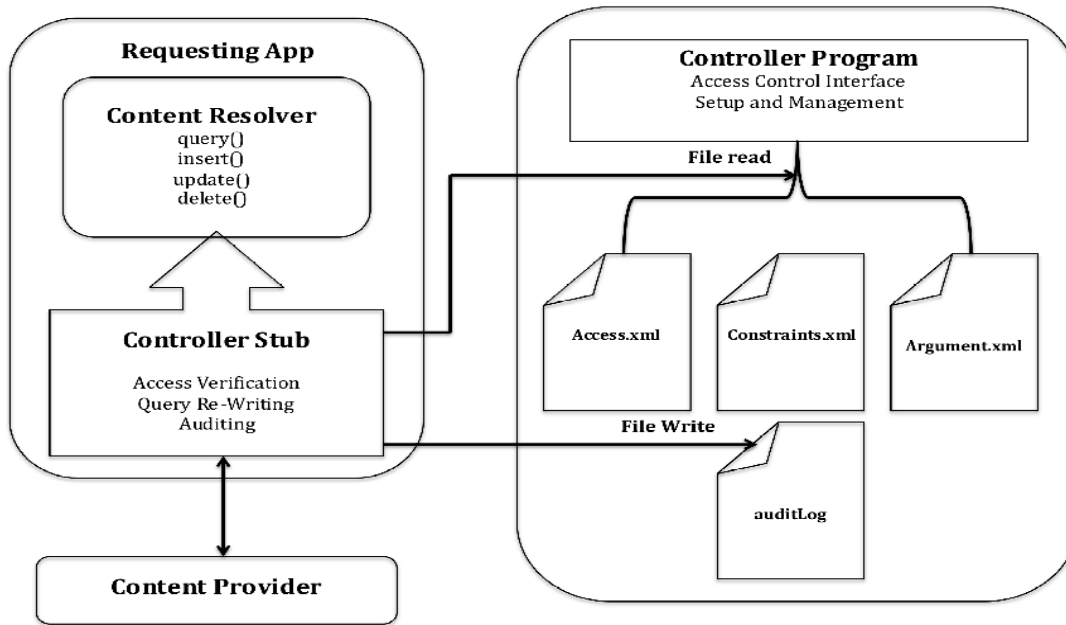 Requesting App
Content Resolver
query()
insert()
update()
delete()
Controller Stub
Access Verification
Query Re-Writing
Auditing
Content Provider
Controller Program
Access Control Interface
Setup and Management
File read
Access.xml
Constraints.xml
Argument.xml
File Write
auditLog